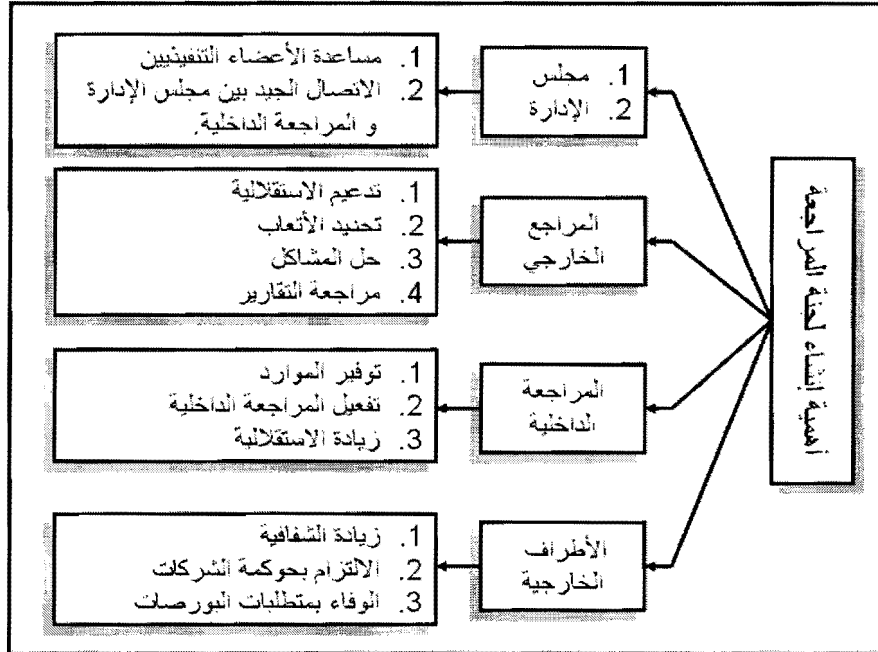 أهمية إنشاء لجنة المراجعة
1. مجلس
2. الإدارة
1. مساعدة الأعضاء التنفيذيين
2. الاتصال الجيد بين مجلس الإدارة
و المراجعة الداخلية.
المراجع
الخارجي
1. تدعيم الاستقلالية
2. تحديد الأتعاب
3. حل المشاكل
4. مراجعة التقارير
المراجعة
الداخلية
1. توفير الموارد
2. تفعيل المراجعة الداخلية
3. زيادة الاستقلالية
الأطراف
الخارجية
1. زيادة الشفافية
2. الالتزام بحوكمة الشركات
3. الوفاء بمتطلبات البورصات